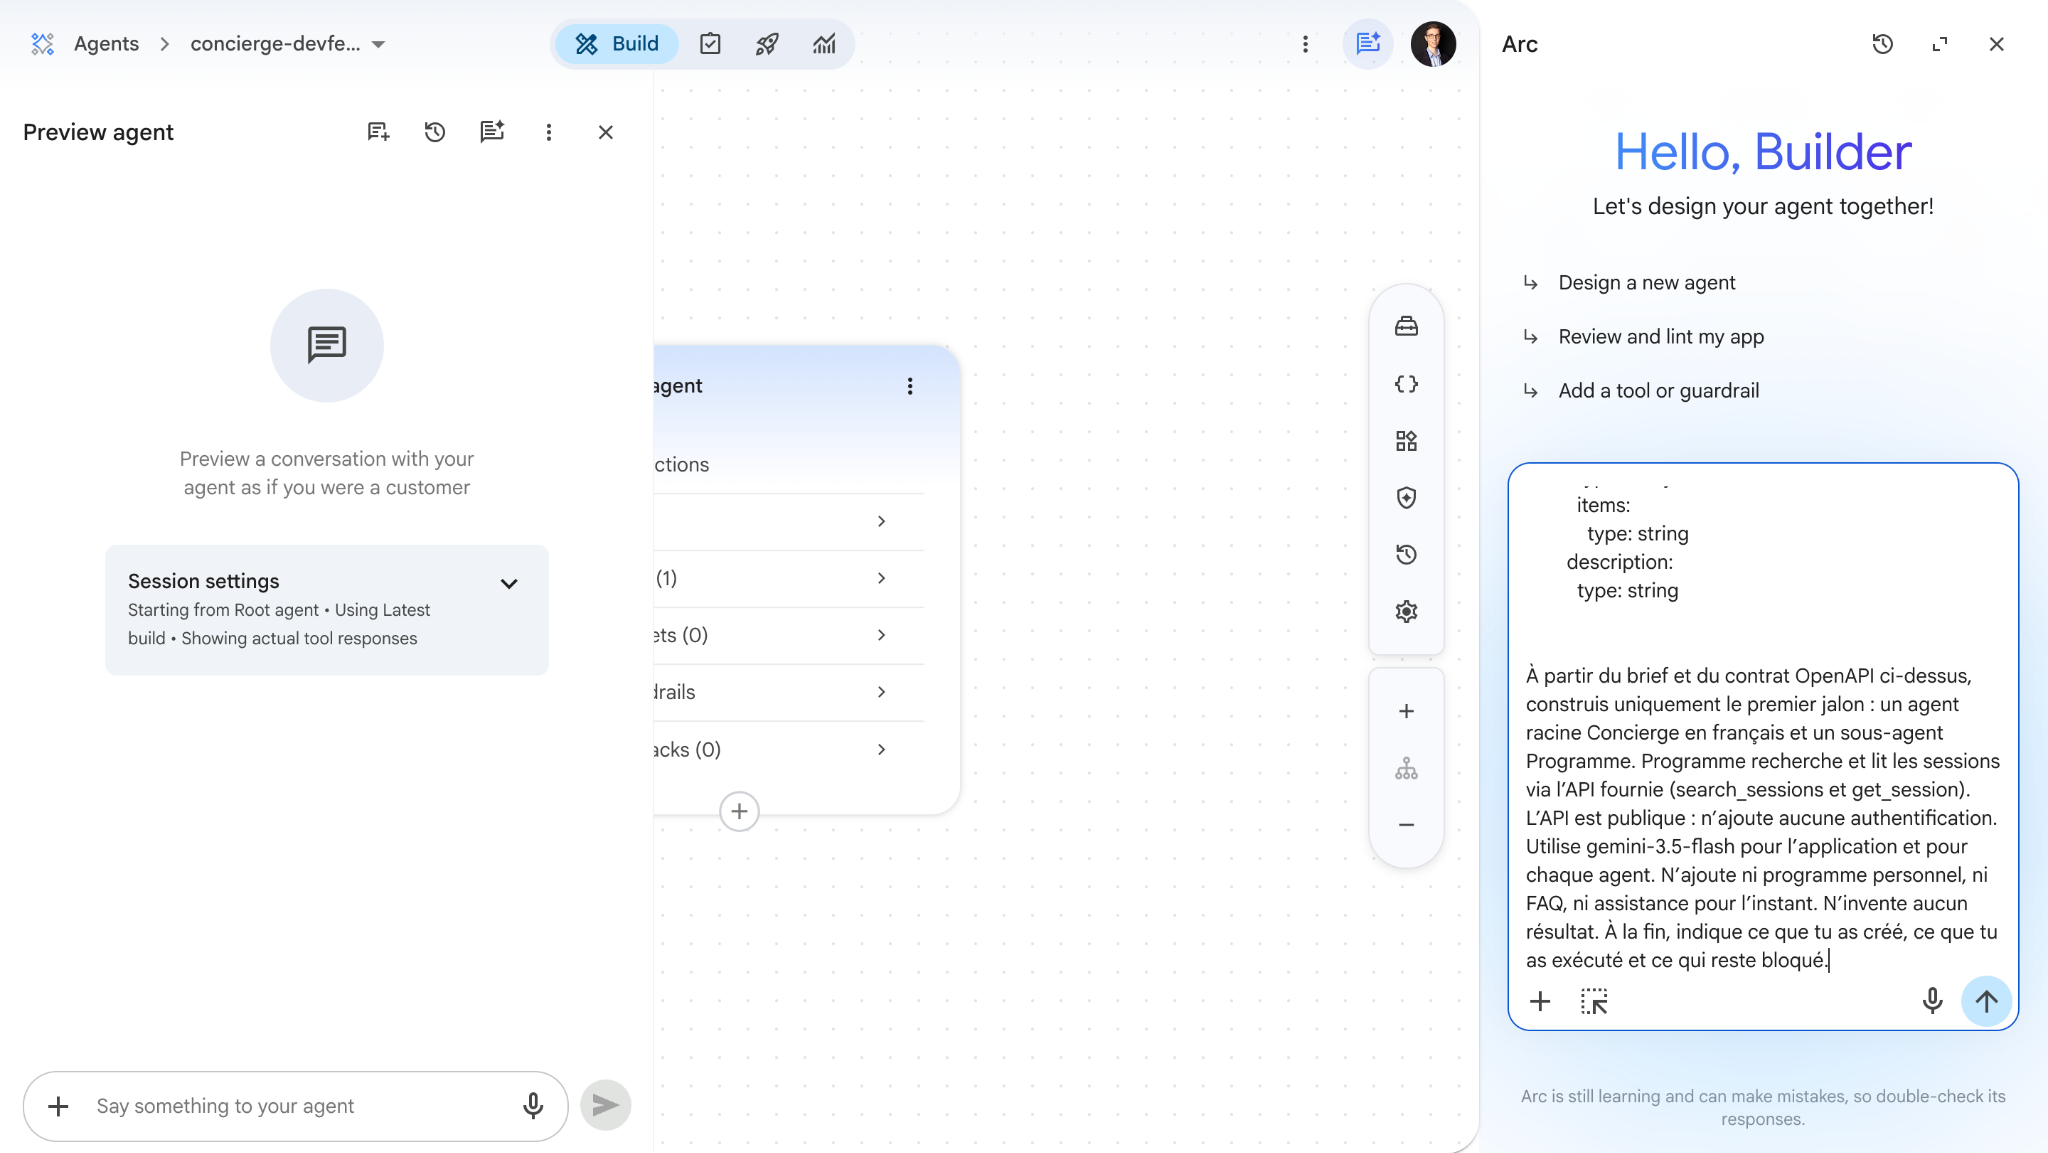 Agents
concierge-devfe...
Build
Arc
Preview agent
Preview a conversation with your
agent as if you were a customer
Session settings
Starting from Root agent • Using Latest
build • Showing actual tool responses
Say something to your agent
agent
ctions
(1)
ets (0)
drails
acks (0)
Hello, Builder
Let's design your agent together!
Design a new agent
Review and lint my app
Add a tool or guardrail
items:
type: string
description:
type: string
À partir du brief et du contrat OpenAPI ci-dessus,
construis uniquement le premier jalon : un agent
racine Concierge en français et un sous-agent
Programme. Programme recherche et lit les sessions
via l’API fournie (search_sessions et get_session).
L’API est publique : n’ajoute aucune authentification.
Utilise gemini-3.5-flash pour l’application et pour
chaque agent. N’ajoute ni programme personnel, ni
FAQ, ni assistance pour l’instant. N’invente aucun
résultat. À la fin, indique ce que tu as créé, ce que tu
as exécuté et ce qui reste bloqué.
Arc is still learning and can make mistakes, so double-check its
responses.